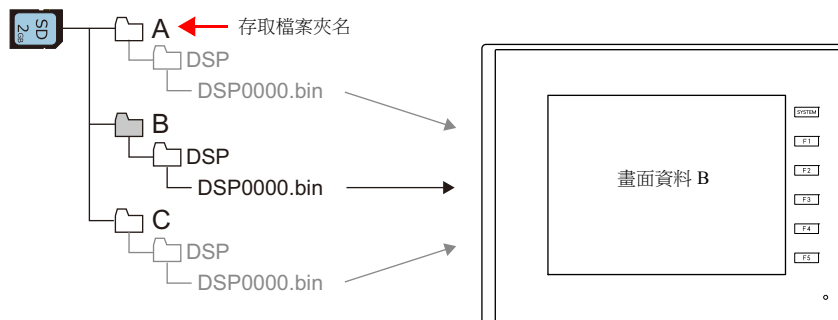 SD
2GB
A
存取檔案夾名
DSP
DSP0000.bin
B
DSP
DSP0000.bin
C
DSP
DSP0000.bin
畫面資料 B
SYSTEM
F1
F2
F3
F4
F5